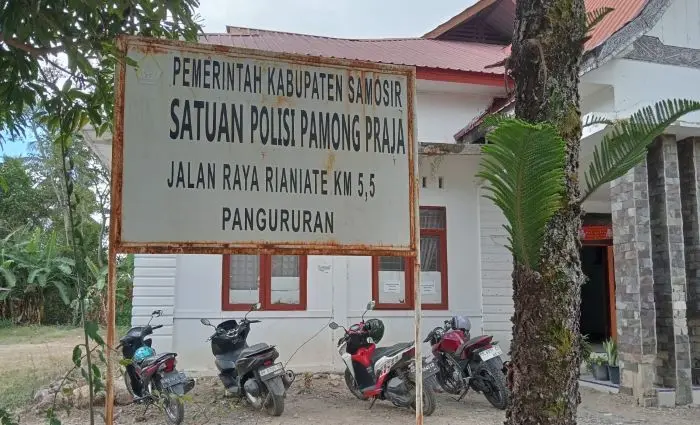 PEMERINTAH KABUPATEN SAMOSIR
SATUAN POLISI PAMONG PRAJA
JALAN RAYA RIANIATE KM 5,5
PANGURURAN